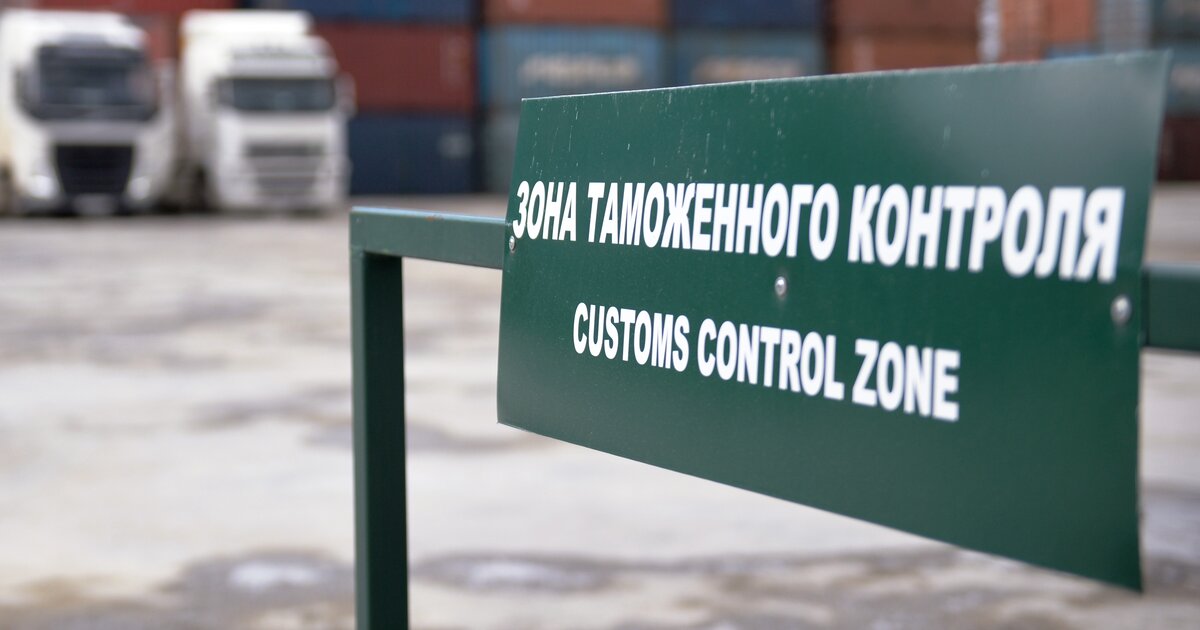 ЗОНА ТАМОЖЕННОГО КОНТРОЛЯ
CUSTOMS CONTROL ZONE